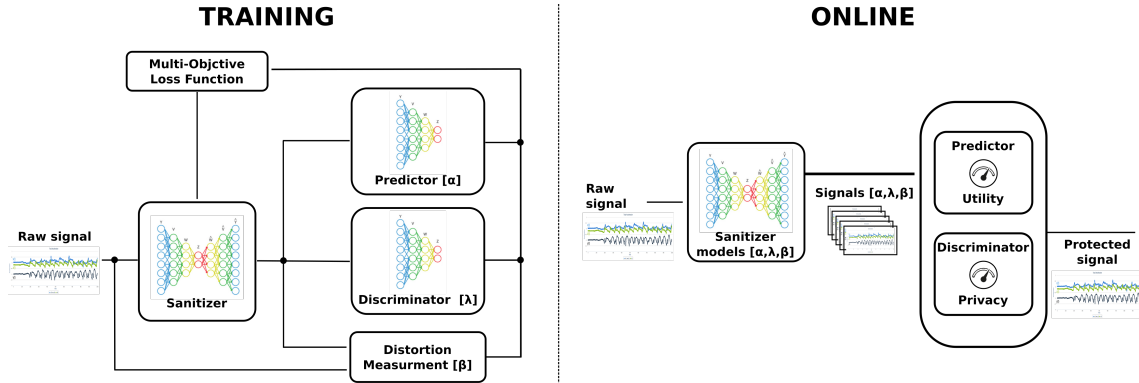 TRAINING
Multi-Objctive
Loss Function
Predictor [α]
Raw signal
Sanitizer
Discriminator [λ]
Distortion
Measurment [β]
ONLINE
Raw
signal
Sanitizer
models [α,λ,β]
Signals [α,λ,β]
Predictor
Utility
Discriminator
Privacy
Protected
signal